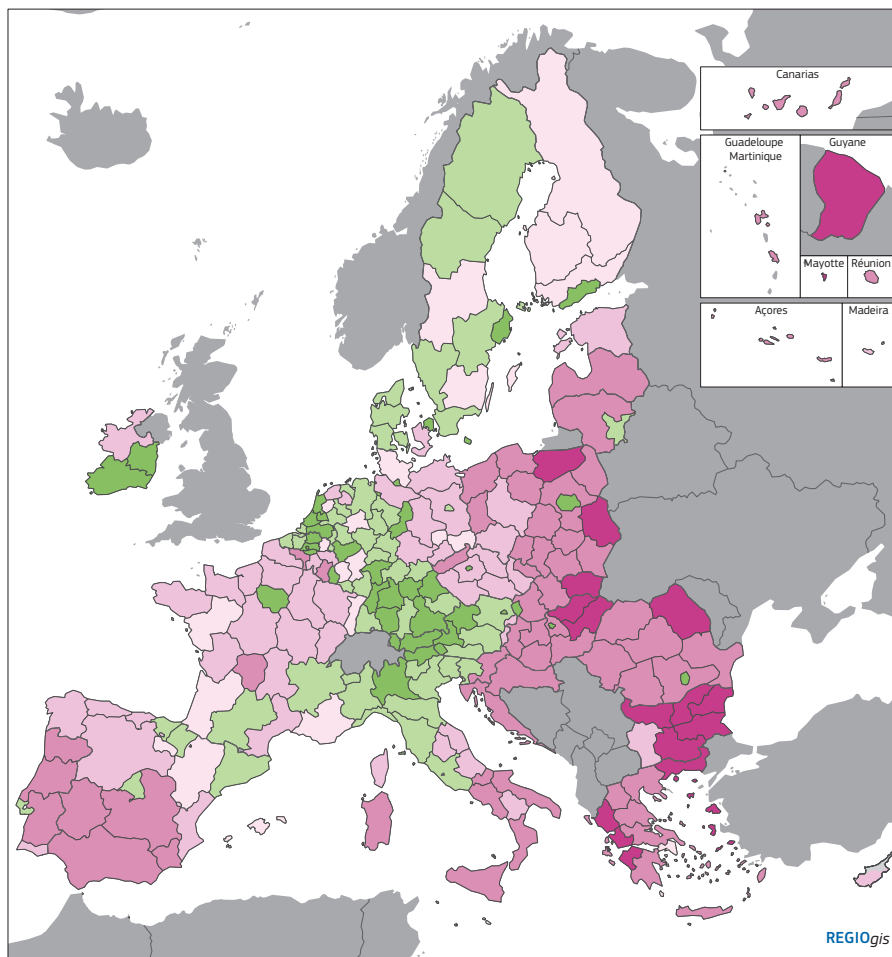 Canarias
Guadeloupe
Martinique
Guyane
Mayotte
Réunion
Açores
Madeira
REGIOgis